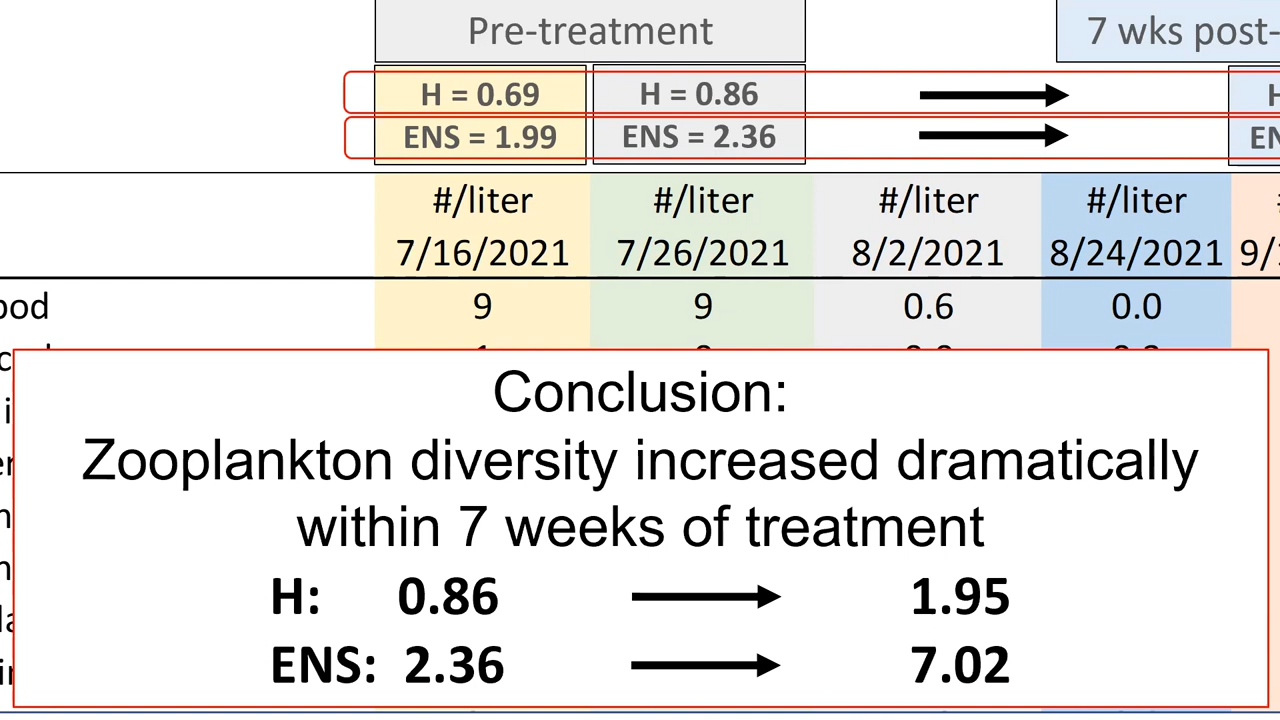 Pre-treatment 7 wks post-
H = 0.69 H = 0.86 H
ENS = 1.99 ENS = 2.36 EN
#/liter #/liter #/liter #/liter
7/16/2021 7/26/2021 8/2/2021 8/24/2021 9/
9 9 0.6 0.0
Conclusion:
Zooplankton diversity increased dramatically
within 7 weeks of treatment
H: 0.86 1.95
ENS: 2.36 7.02